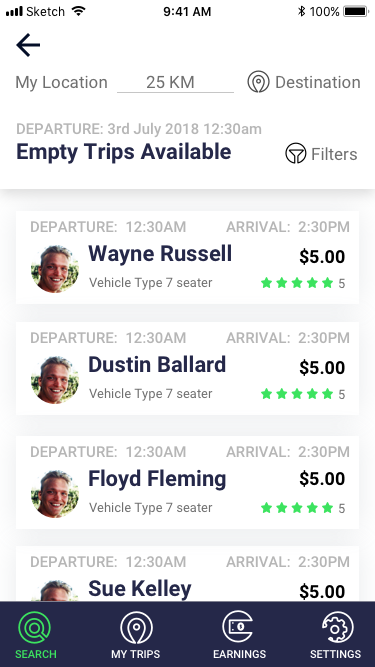 Sketch 9:41 AM 100%
My Location 25 KM Destination
DEPARTURE: 3rd July 2018 12:30am
Empty Trips Available Filters
DEPARTURE: 12:30AM ARRIVAL: 2:30PM
Wayne Russell $5.00
Vehicle Type 7 seater 5
DEPARTURE: 12:30AM ARRIVAL: 2:30PM
Dustin Ballard $5.00
Vehicle Type 7 seater 5
DEPARTURE: 12:30AM ARRIVAL: 2:30PM
Floyd Fleming $5.00
Vehicle Type 7 seater 5
DEPARTURE: 12:30AM ARRIVAL: 2:30PM
Sue Kelley $5.00
SEARCH MY TRIPS EARNINGS SETTINGS